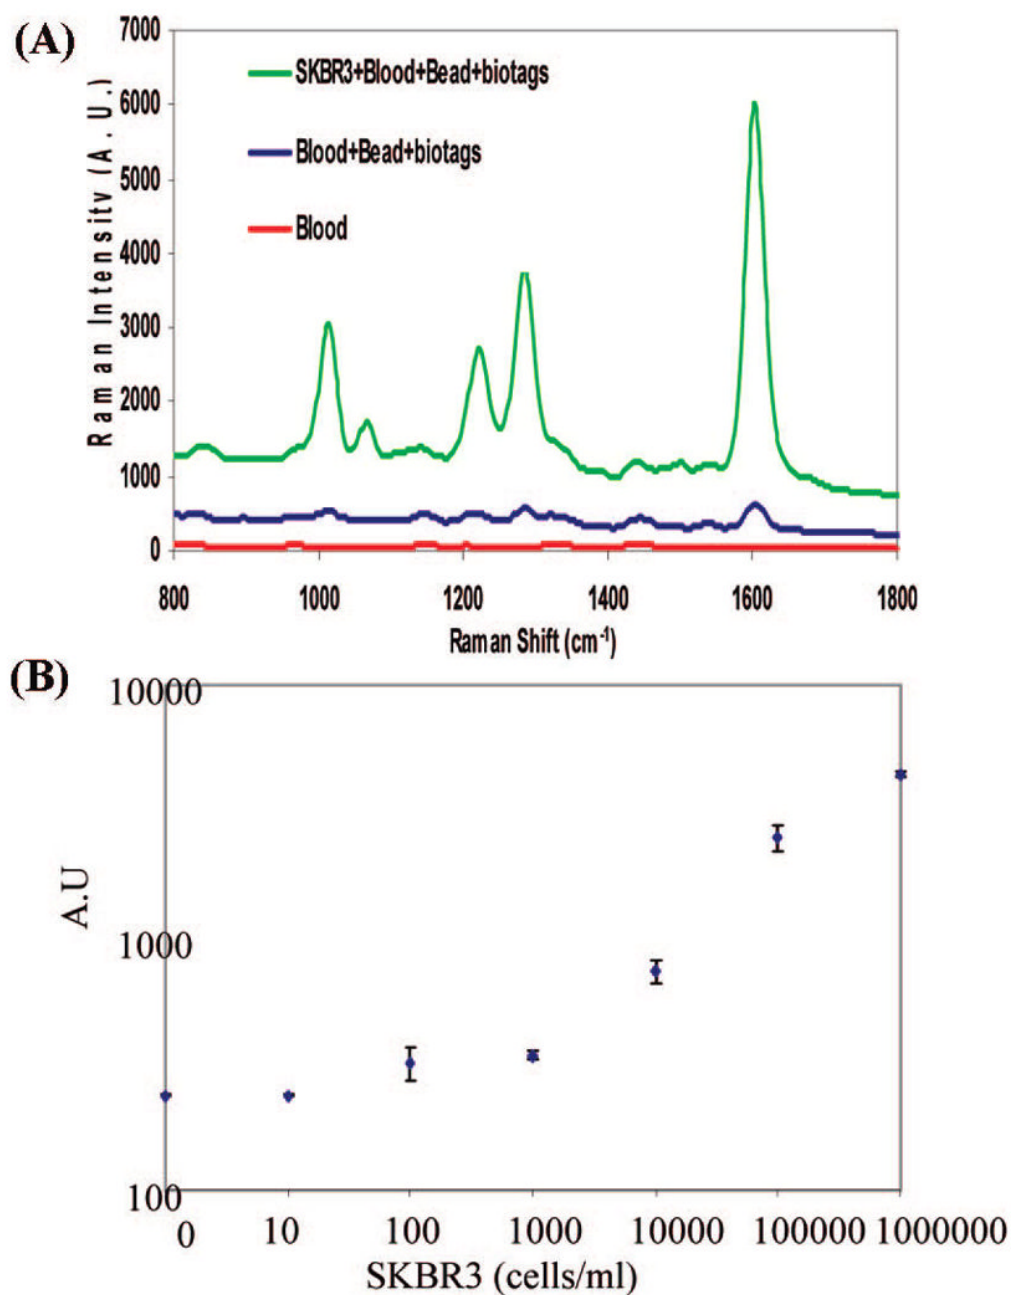 (A)
7000
6000
5000
4000
3000
2000
1000
0
Raman Intensity (A. U.)
SKBR3+Blood+Bead+biotags
Blood+Bead+biotags
Blood
800 1000 1200 1400 1600 1800
Raman Shift (cm⁻¹)
(B)
10000
1000
100
A.U
0 10 100 1000 10000 100000 1000000
SKBR3 (cells/ml)